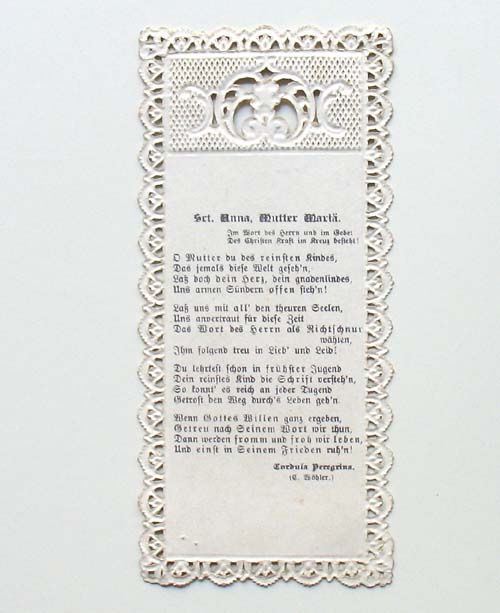 Sct. Anna, Mutter Mariä.
Im Wort des Herrn und im Gebet
Des Christen Kraft im Kreuz besteht!
O Mutter du des reinsten Kindes,
Das jemals diese Welt geseh'n,
Laß doch dein Herz, dein gnadenlindes,
Uns armen Sündern offen steh'n!
Laß uns mit all' den theuren Seelen,
Uns anvertraut für diese Zeit
Das Wort des Herrn als Richtschnur
wählen,
Ihm folgend treu in Lieb' und Leid!
Du lehrtest schon in frühster Jugend
Dein reinstes Kind die Schrift versteh'n,
So konnt' es reich an jeder Tugend
Getrost den Weg durch's Leben geh'n.
Wenn Gottes Willen ganz ergeben,
Getreu nach Seinem Wort wir thun,
Dann werden fromm und froh wir leben,
Und einst in Seinem Frieden ruh'n!
Cordula Peregrina.
(C. Wöhler.)